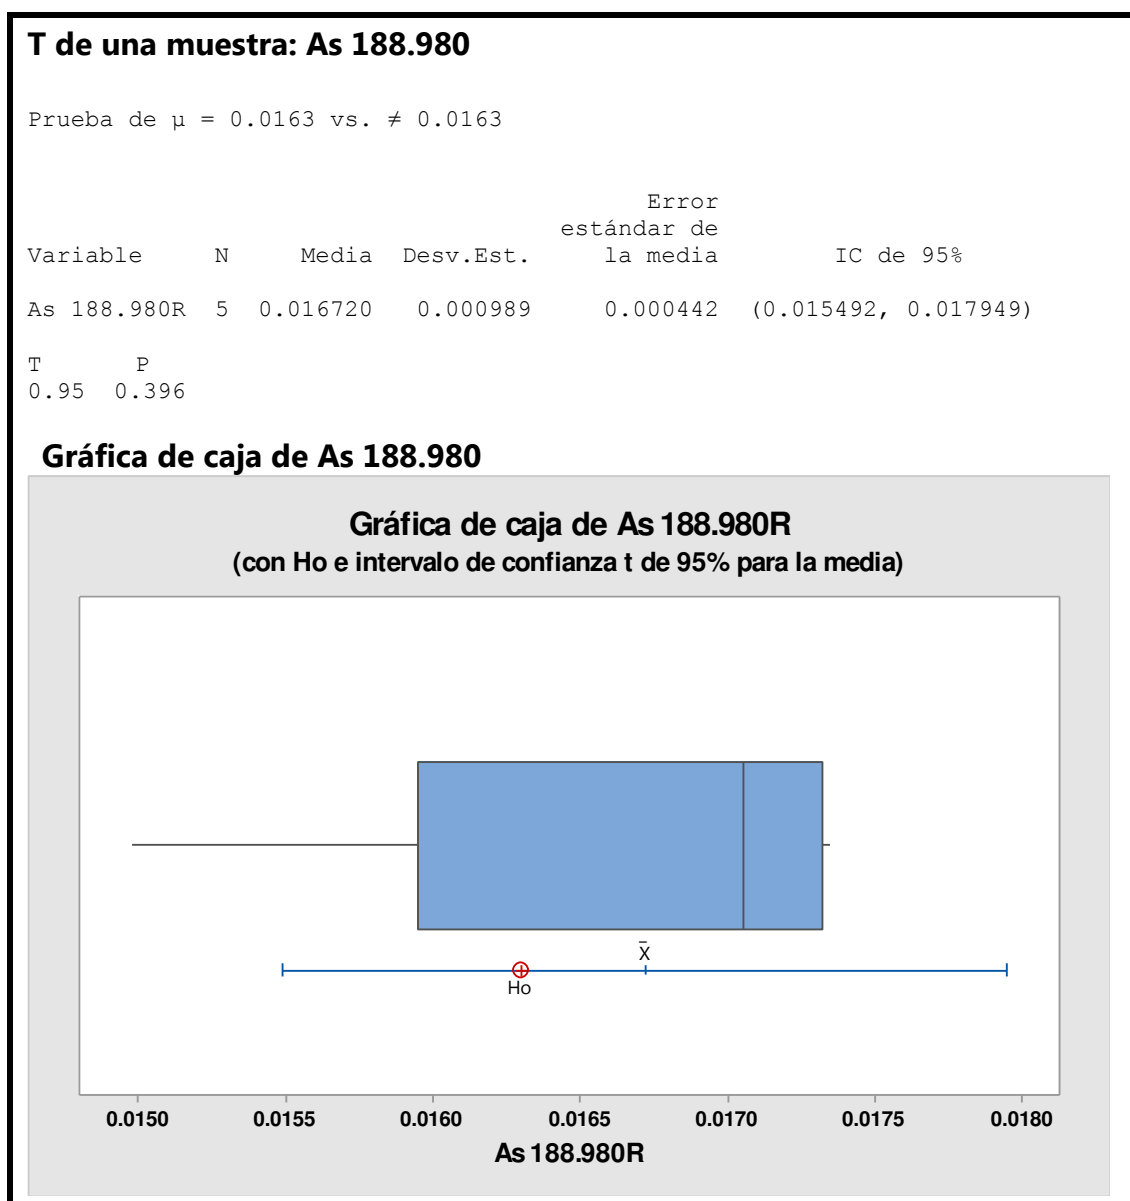 T de una muestra: As 188.980
Prueba de μ = 0.0163 vs. ≠ 0.0163
Error
estándar de
Variable N Media Desv.Est. la media IC de 95%
As 188.980R 5 0.016720 0.000989 0.000442 (0.015492, 0.017949)
T P
0.95 0.396
Gráfica de caja de As 188.980
Gráfica de caja de As 188.980R
(con Ho e intervalo de confianza t de 95% para la media)
X̄
Ho
0.0150 0.0155 0.0160 0.0165 0.0170 0.0175 0.0180
As 188.980R